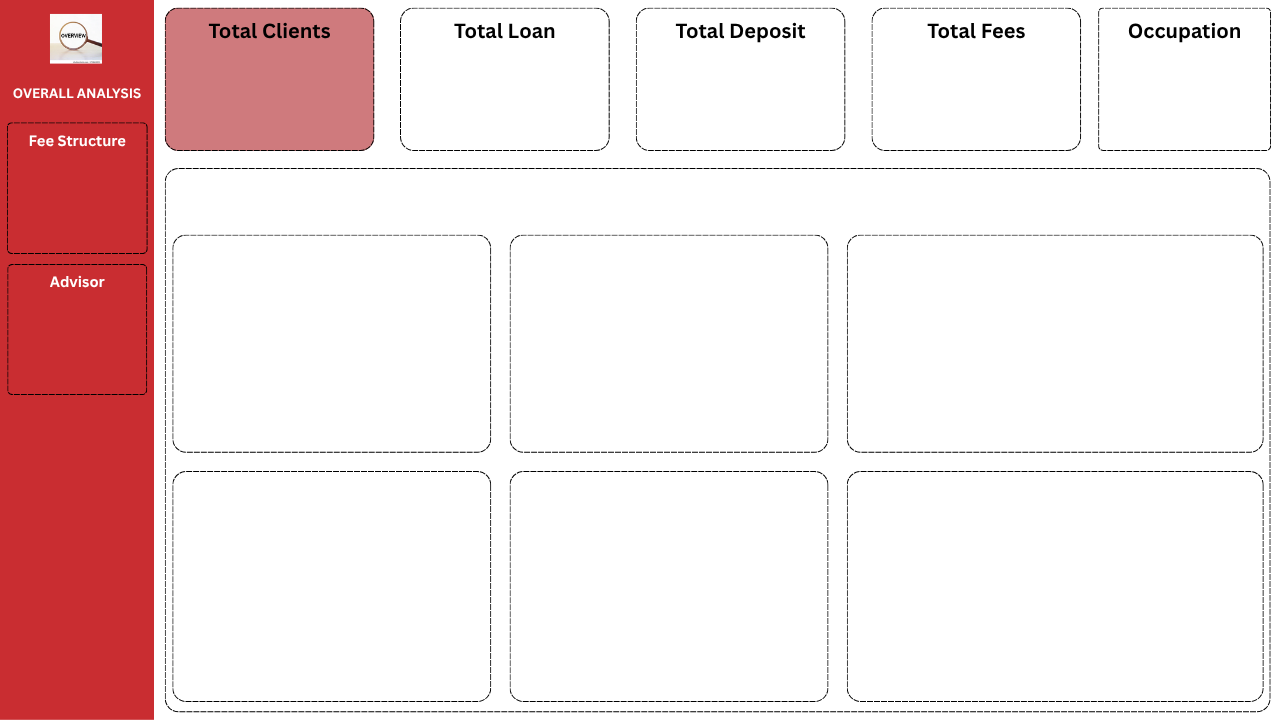 OVERVIEW
OVERALL ANALYSIS
Fee Structure
Advisor
Total Clients
Total Loan
Total Deposit
Total Fees
Occupation